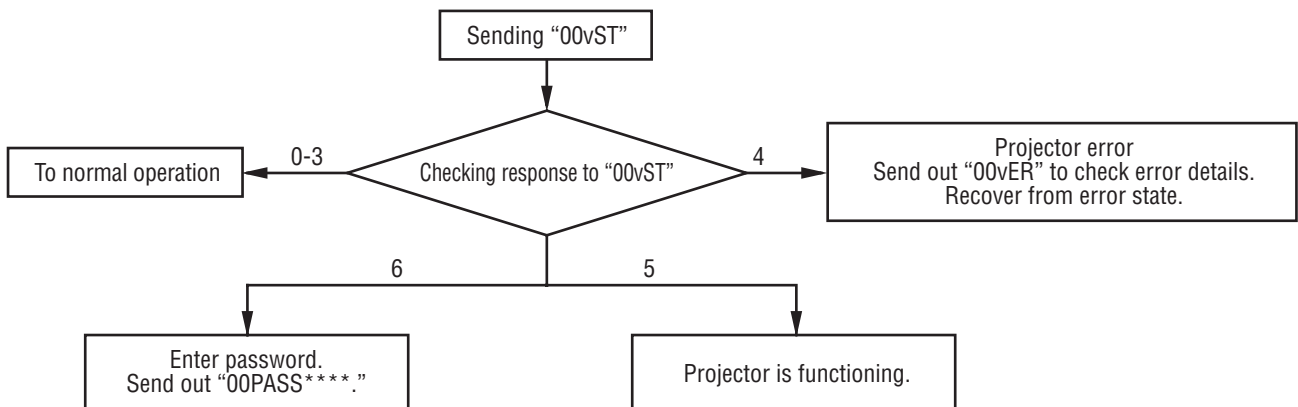 Sending “00vST”
Checking response to “00vST”
0-3
To normal operation
4
Projector error
Send out “00vER” to check error details.
Recover from error state.
6
5
Enter password.
Send out “00PASS****.”
Projector is functioning.